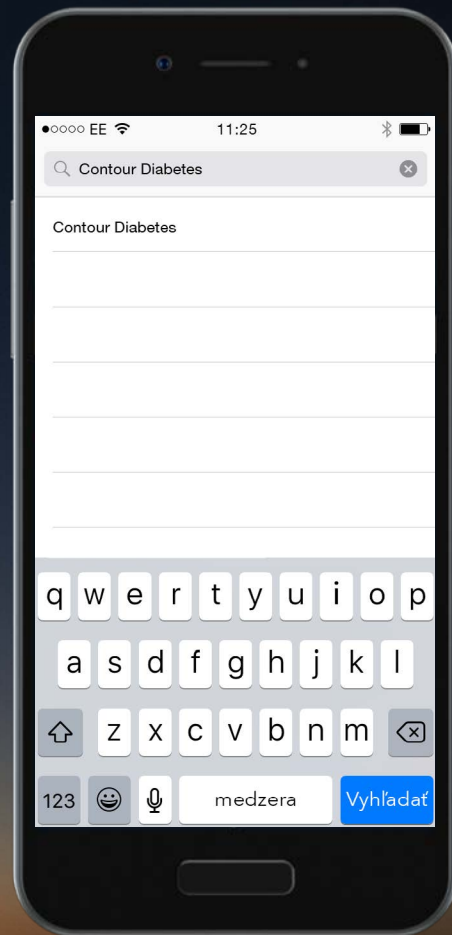 ●○○○○ EE 11:25
Contour Diabetes
Contour Diabetes
q w e r t y u i o p
a s d f g h j k l
z x c v b n m
123 medzera Vyhľadať